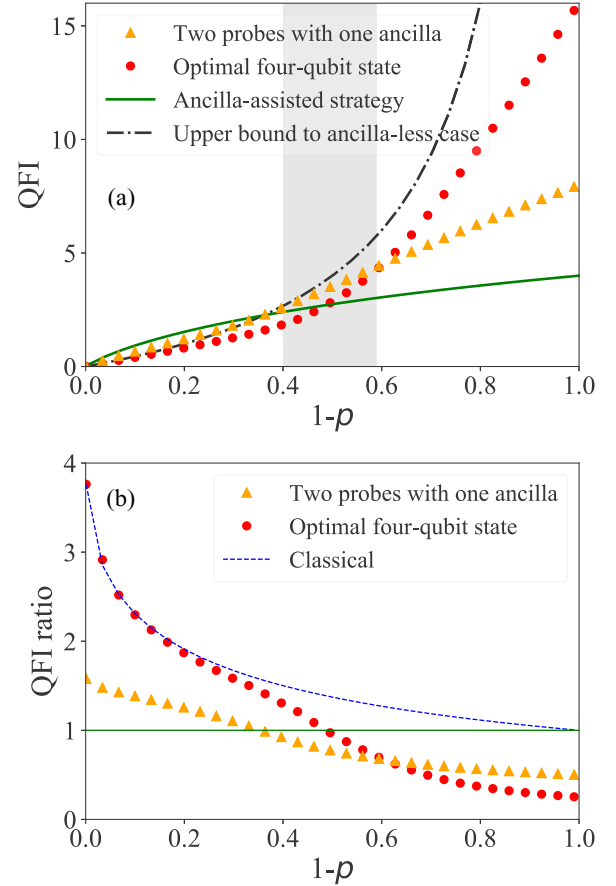 15
10
5
0
QFI
Two probes with one ancilla
Optimal four-qubit state
Ancilla-assisted strategy
Upper bound to ancilla-less case
(a)
0.0 0.2 0.4 0.6 0.8 1.0
1-p
4
3
2
1
0
QFI ratio
(b)
Two probes with one ancilla
Optimal four-qubit state
Classical
0.0 0.2 0.4 0.6 0.8 1.0
1-p